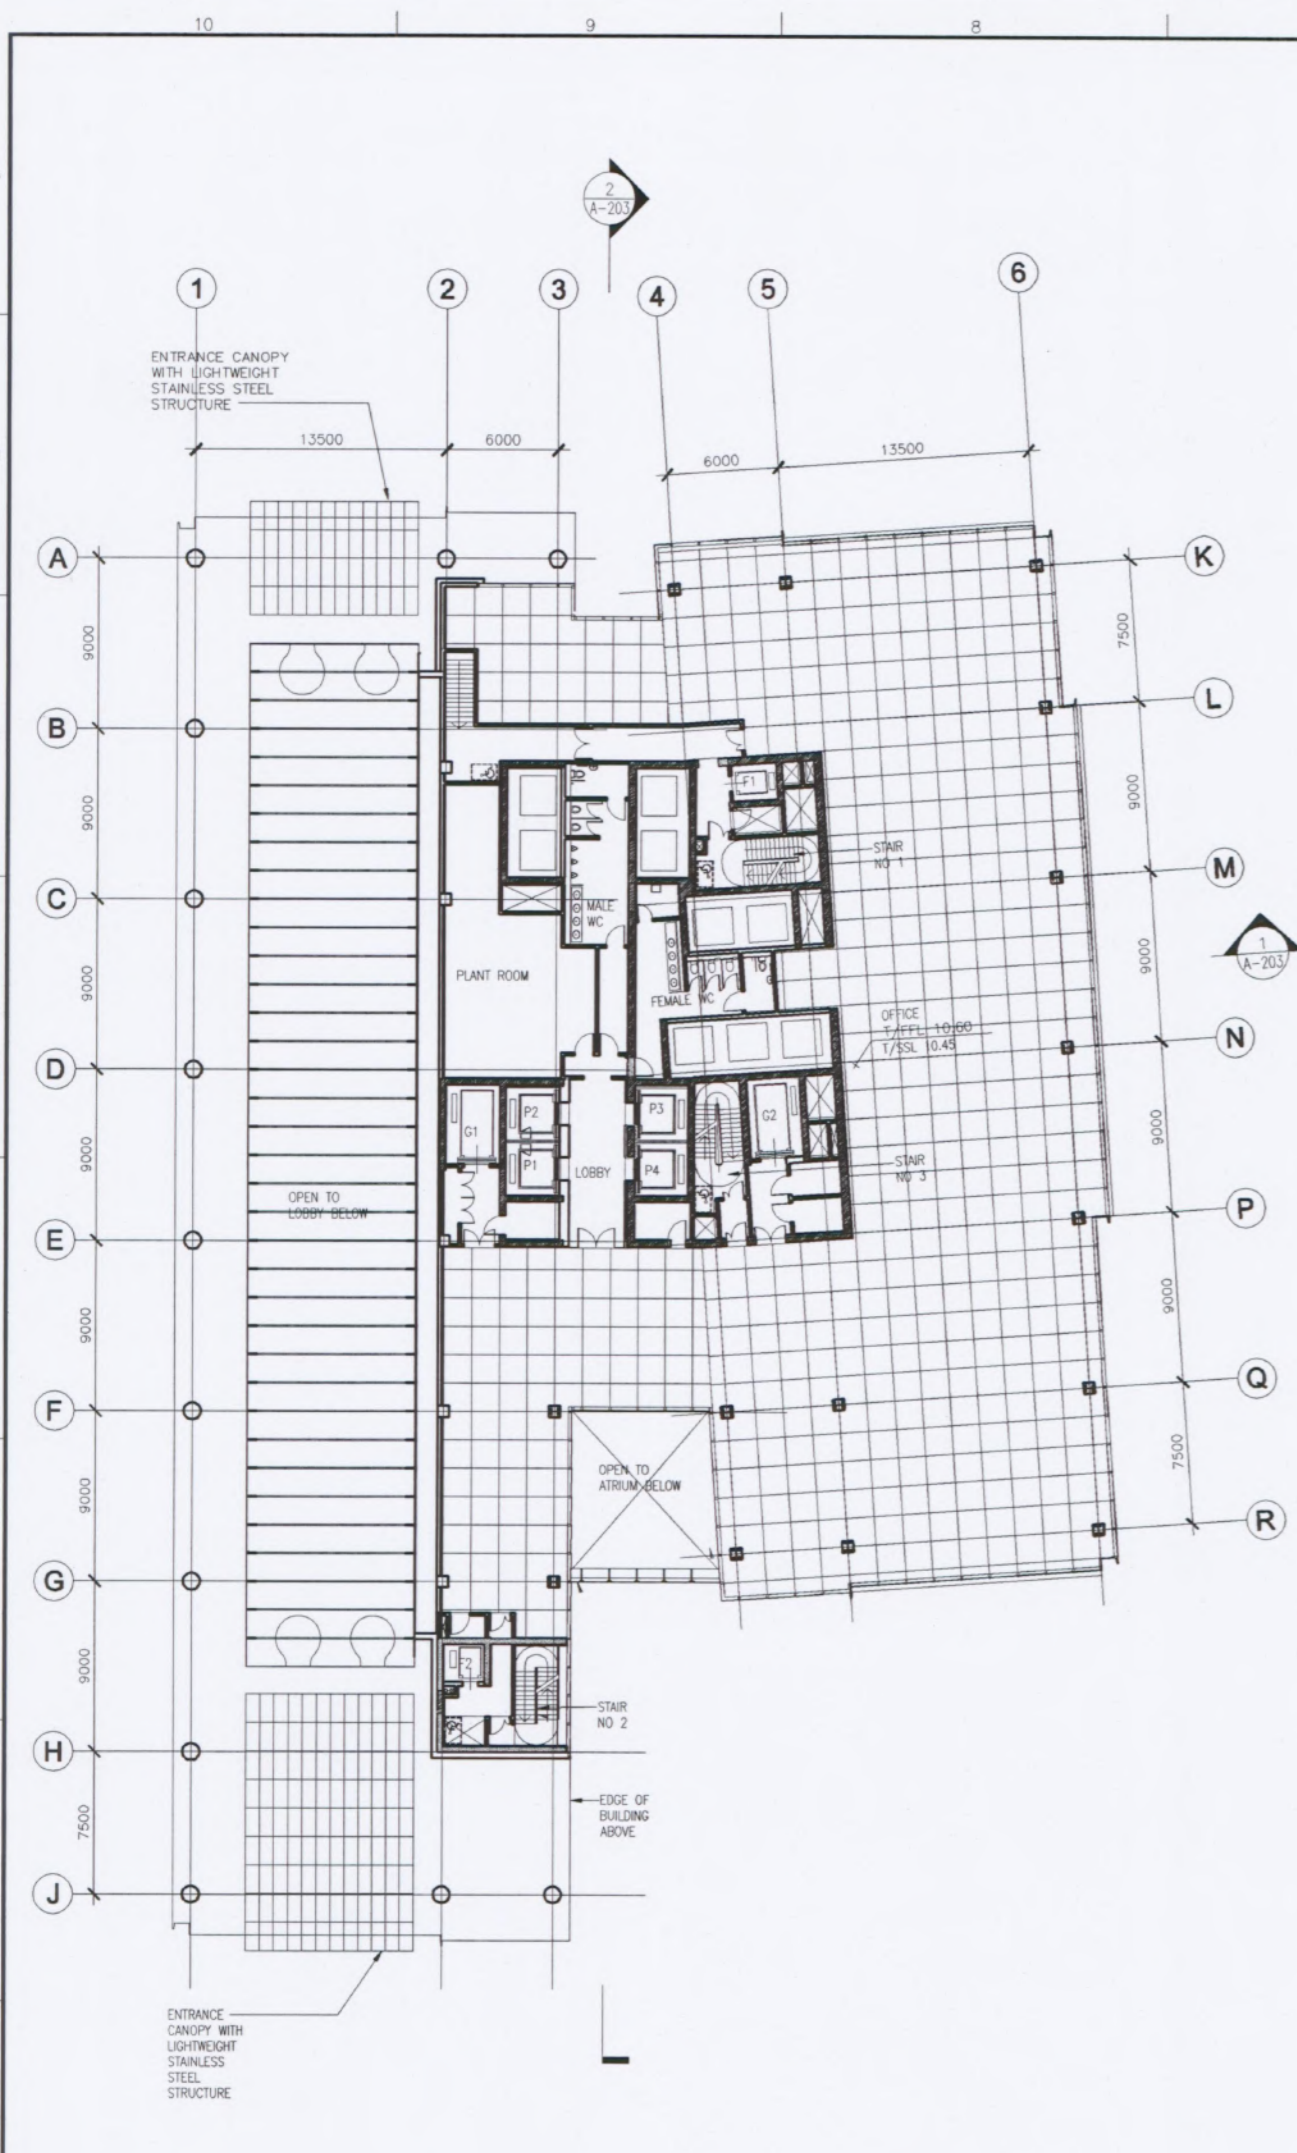 10
9
8
2
A-203
1
2
3
4
5
6
ENTRANCE CANOPY
WITH LIGHTWEIGHT
STAINLESS STEEL
STRUCTURE
13500
6000
6000
13500
A
B
C
D
E
F
G
H
J
9000
9000
9000
9000
9000
9000
9000
7500
K
L
M
N
P
Q
R
7500
9000
9000
9000
9000
7500
1
A-203
F1
STAIR
NO 1
MALE
WC
PLANT ROOM
FEMALE WC
OFFICE
T/FFL 10.60
T/SSL 10.45
G1
P2
P1
LOBBY
P3
P4
G2
STAIR
NO 3
OPEN TO
LOBBY BELOW
OPEN TO
ATRIUM BELOW
F2
STAIR
NO 2
EDGE OF
BUILDING
ABOVE
ENTRANCE
CANOPY WITH
LIGHTWEIGHT
STAINLESS
STEEL
STRUCTURE